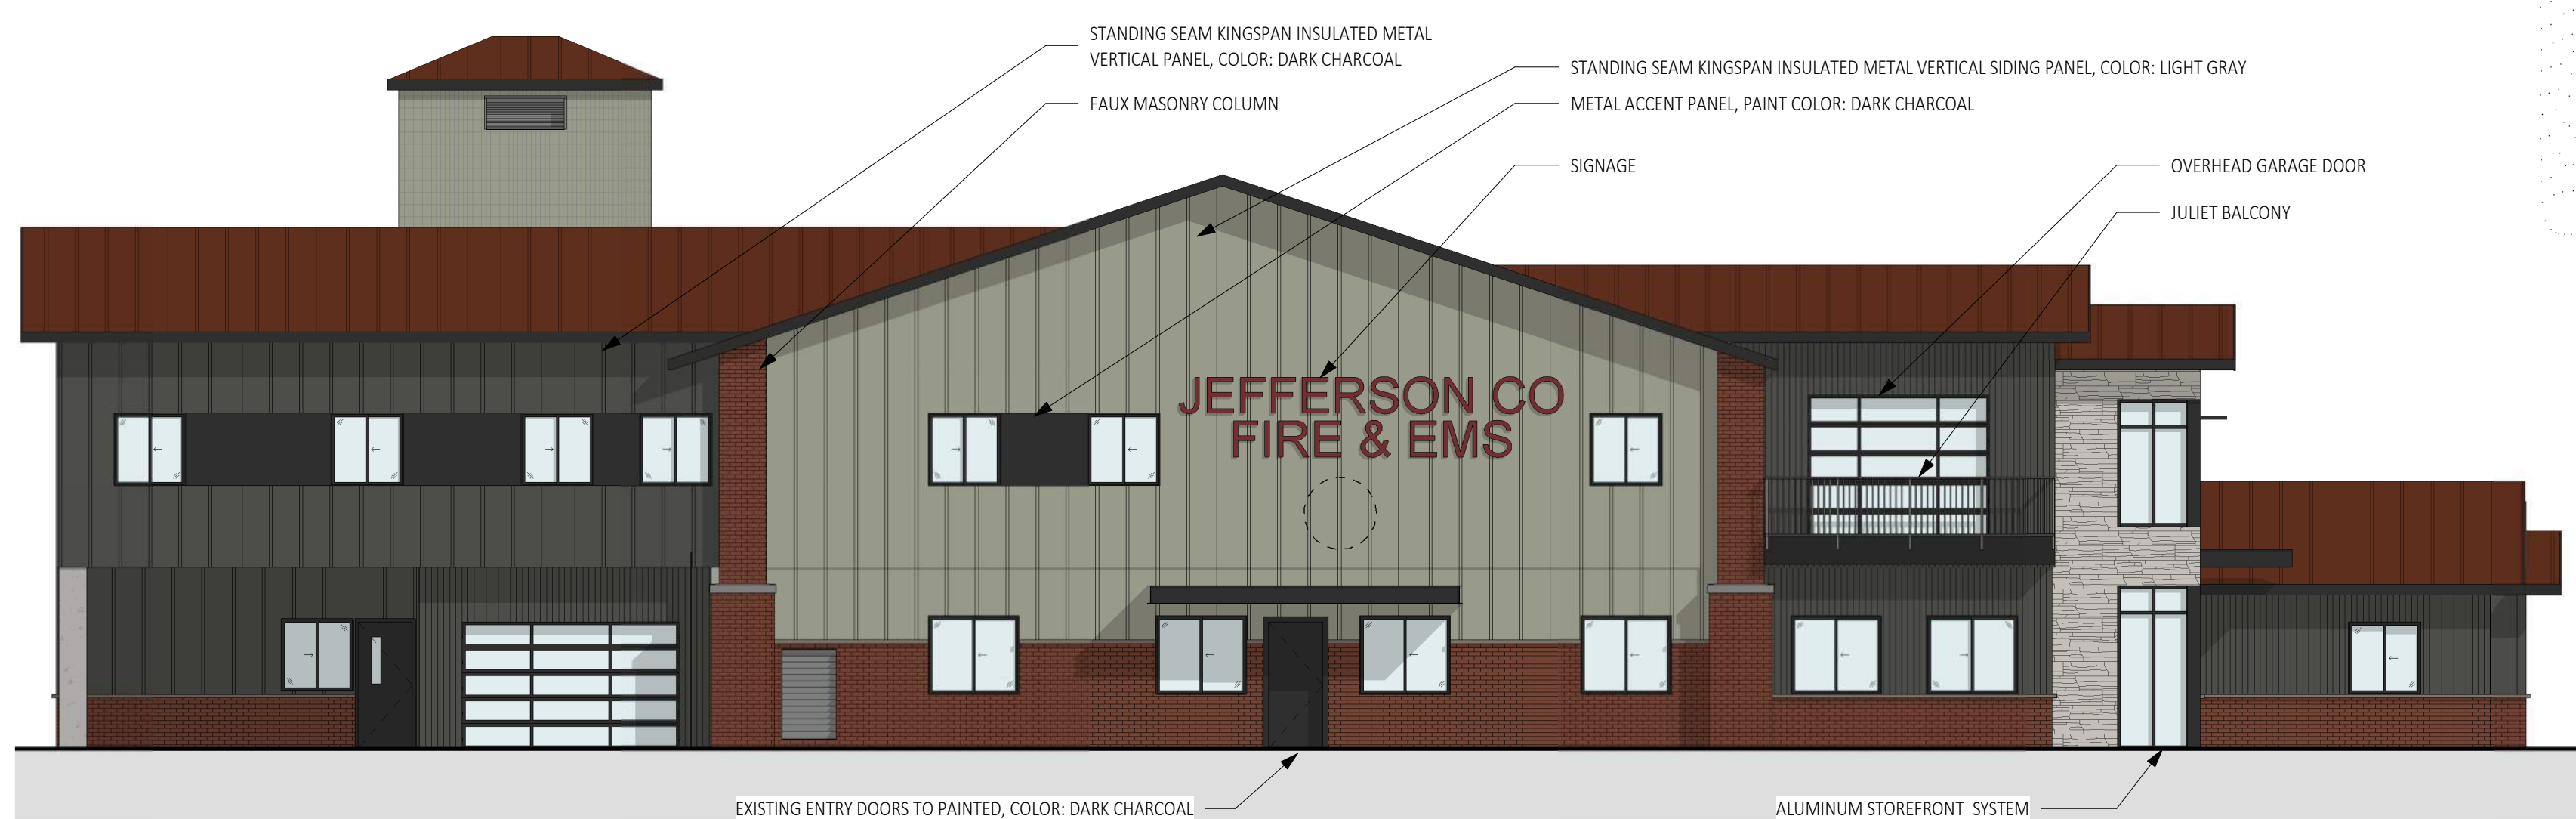 STANDING SEAM KINGSPAN INSULATED METAL
VERTICAL PANEL, COLOR: DARK CHARCOAL
FAUX MASONRY COLUMN
STANDING SEAM KINGSPAN INSULATED METAL VERTICAL SIDING PANEL, COLOR: LIGHT GRAY
METAL ACCENT PANEL, PAINT COLOR: DARK CHARCOAL
SIGNAGE
OVERHEAD GARAGE DOOR
JULIET BALCONY
JEFFERSON CO
FIRE & EMS
EXISTING ENTRY DOORS TO PAINTED, COLOR: DARK CHARCOAL
ALUMINUM STOREFRONT SYSTEM